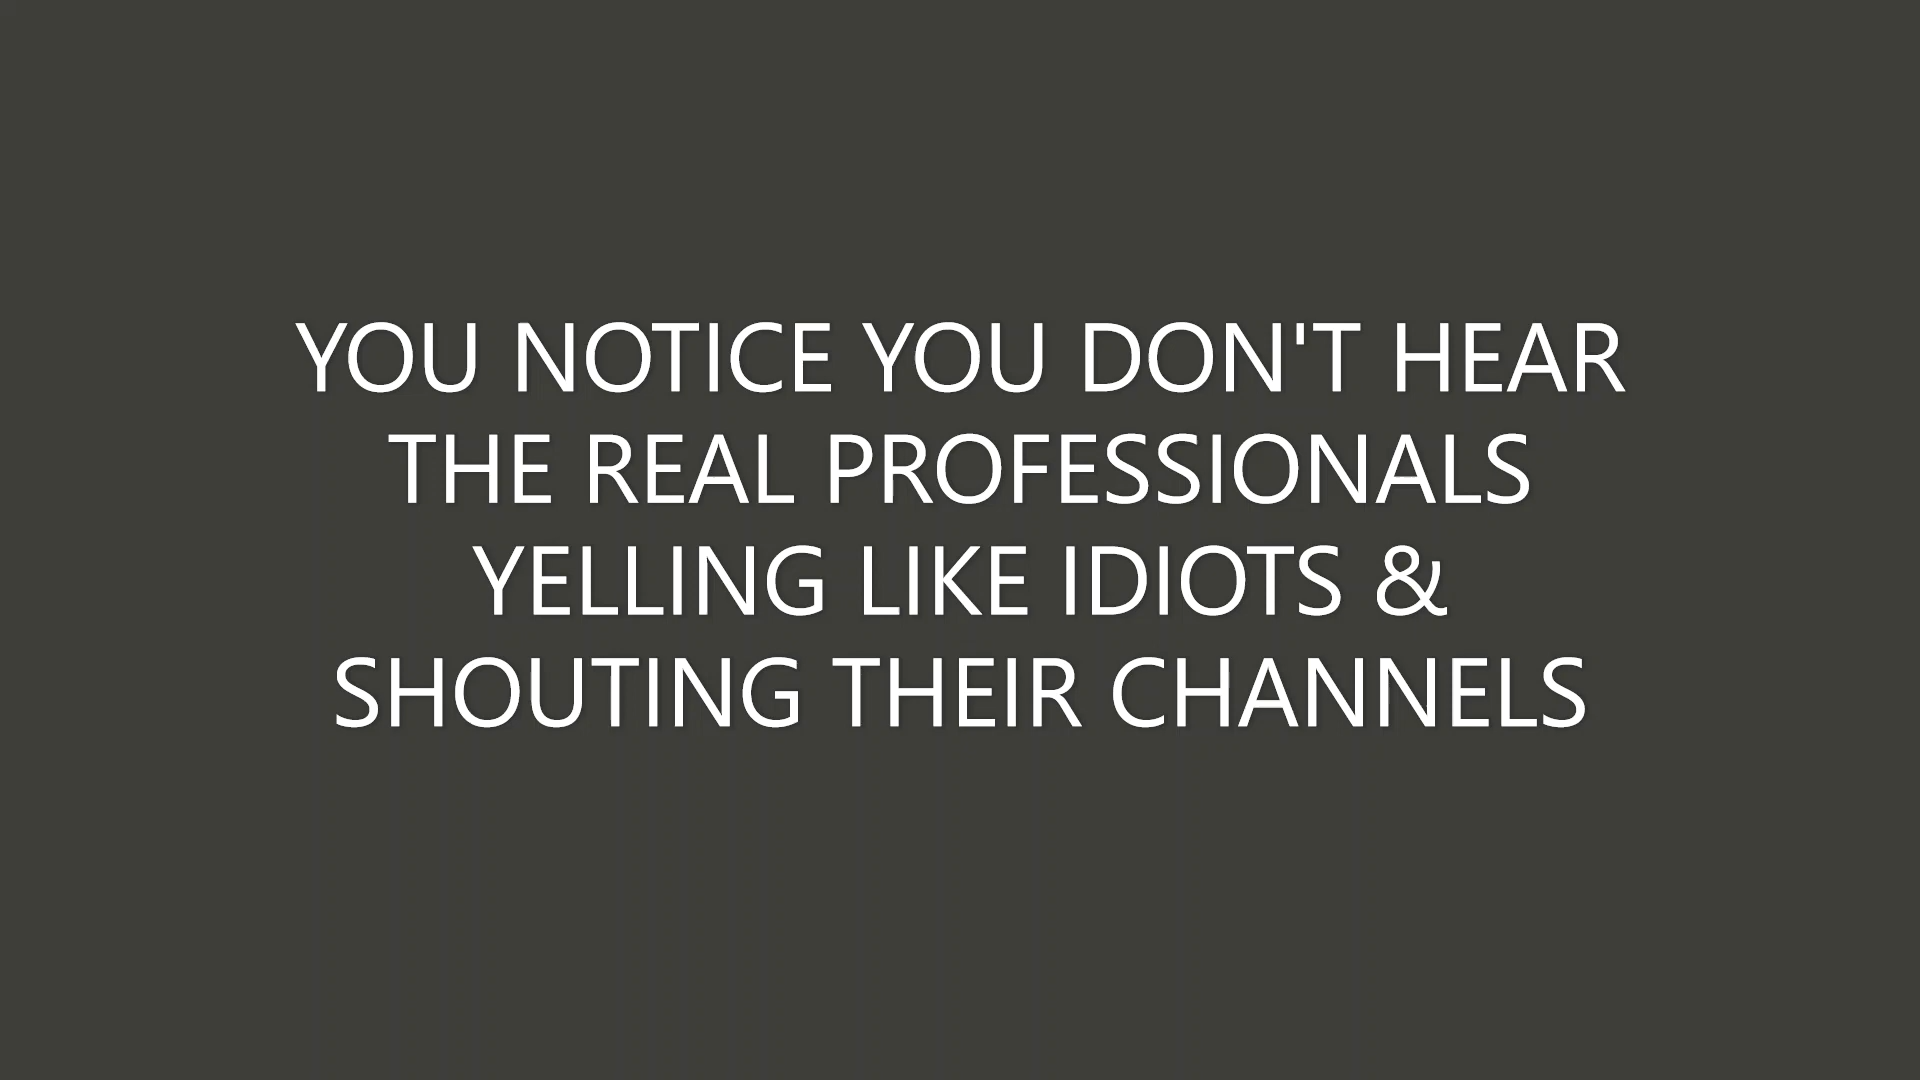 YOU NOTICE YOU DON'T HEAR
THE REAL PROFESSIONALS
YELLING LIKE IDIOTS &
SHOUTING THEIR CHANNELS